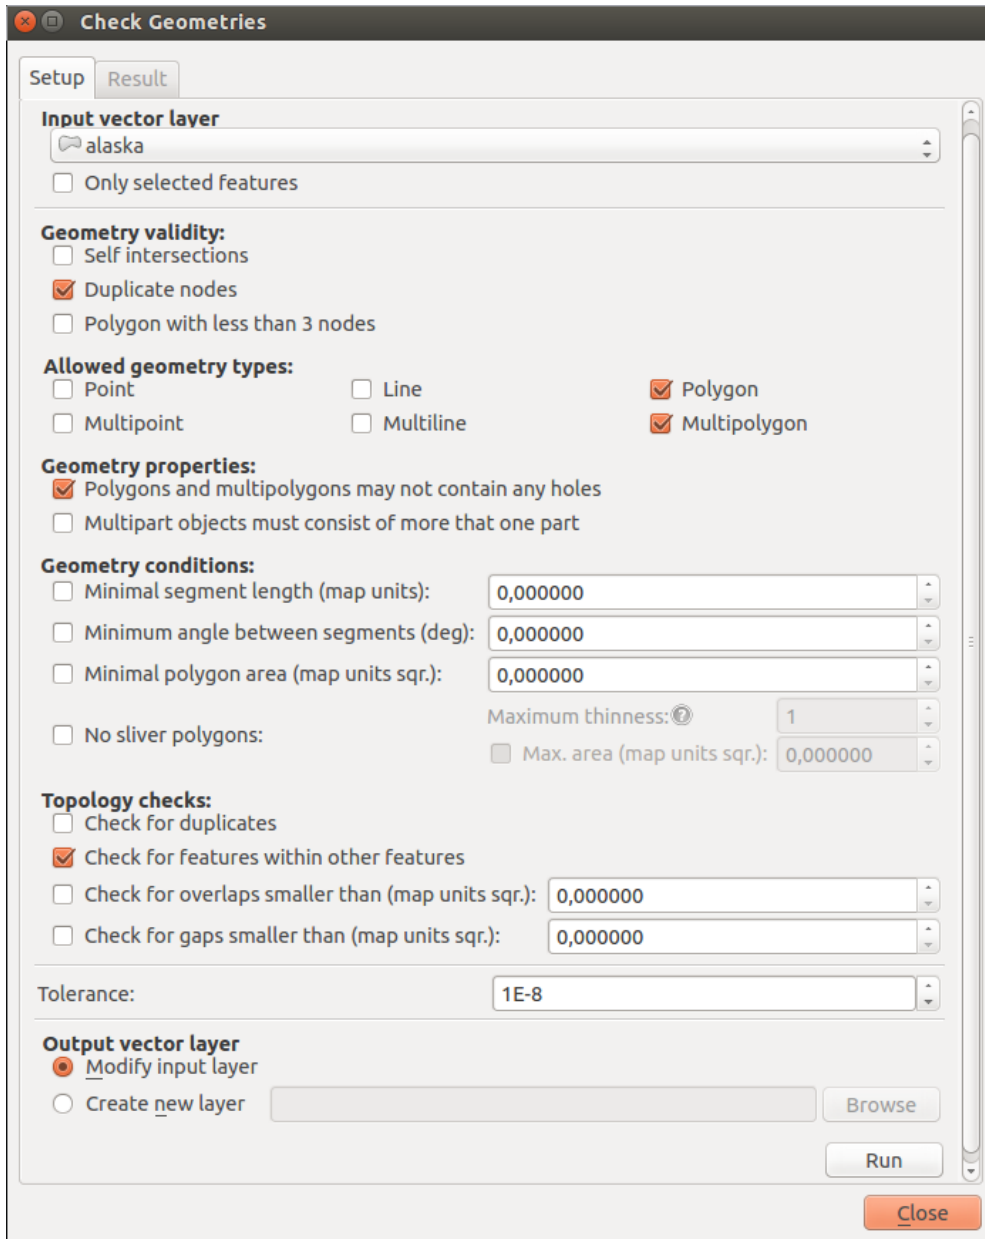 Check Geometries
Setup Result
Input vector layer
alaska
Only selected features
Geometry validity:
Self intersections
Duplicate nodes
Polygon with less than 3 nodes
Allowed geometry types:
Point Line Polygon
Multipoint Multiline Multipolygon
Geometry properties:
Polygons and multipolygons may not contain any holes
Multipart objects must consist of more that one part
Geometry conditions:
Minimal segment length (map units): 0,000000
Minimum angle between segments (deg): 0,000000
Minimal polygon area (map units sqr.): 0,000000
Maximum thinness: ? 1
No sliver polygons:
Max. area (map units sqr.): 0,000000
Topology checks:
Check for duplicates
Check for features within other features
Check for overlaps smaller than (map units sqr.): 0,000000
Check for gaps smaller than (map units sqr.): 0,000000
Tolerance: 1E-8
Output vector layer
Modify input layer
Create new layer Browse
Run
Close